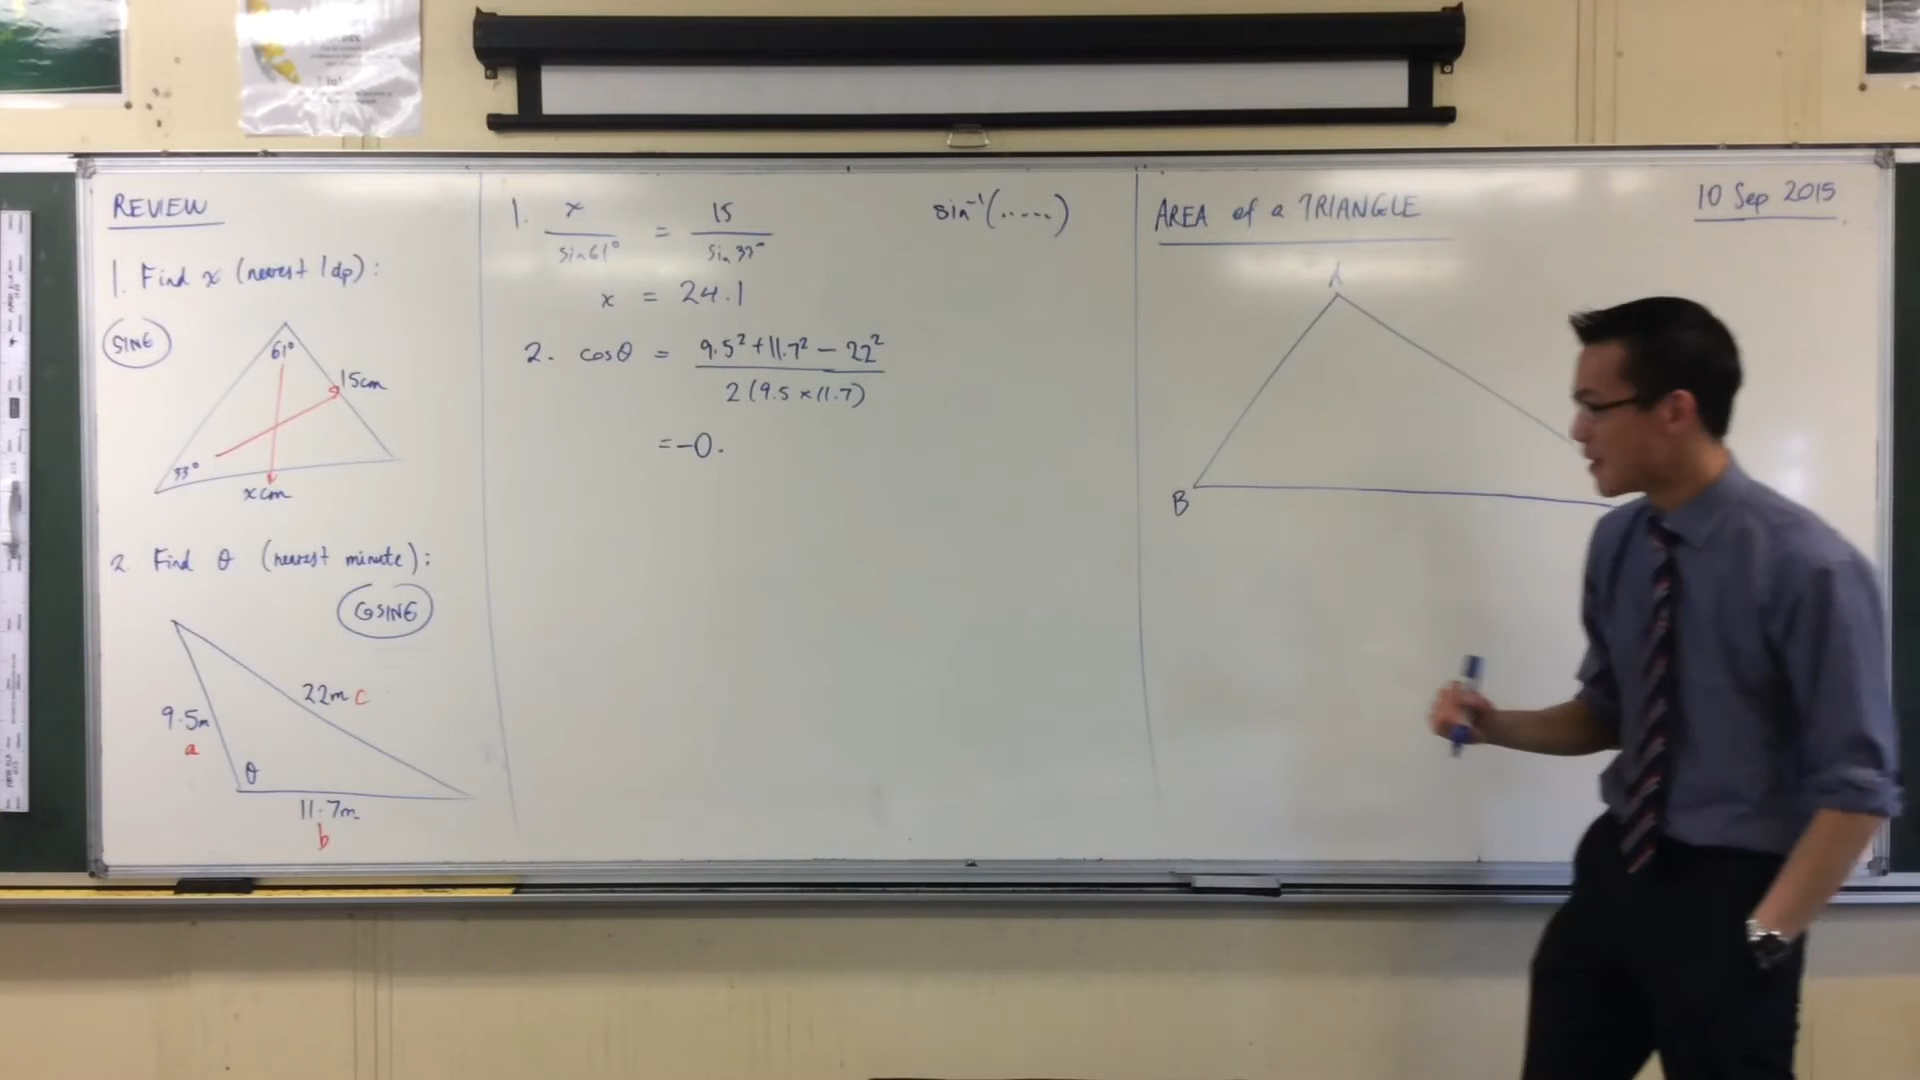 REVIEW
1. Find x (nearest 1dp):
SINE
61°
15cm
33°
x cm
2. Find θ (nearest minute):
COSINE
22m c
9.5m
a
θ
11.7m
b
1. x/sin61° = 15/sin33°
x = 24.1
sin⁻¹(.....)
2. cosθ = 9.5² + 11.7² – 22² / 2(9.5 × 11.7)
= –0.
AREA of a TRIANGLE
10 Sep 2015
A
B